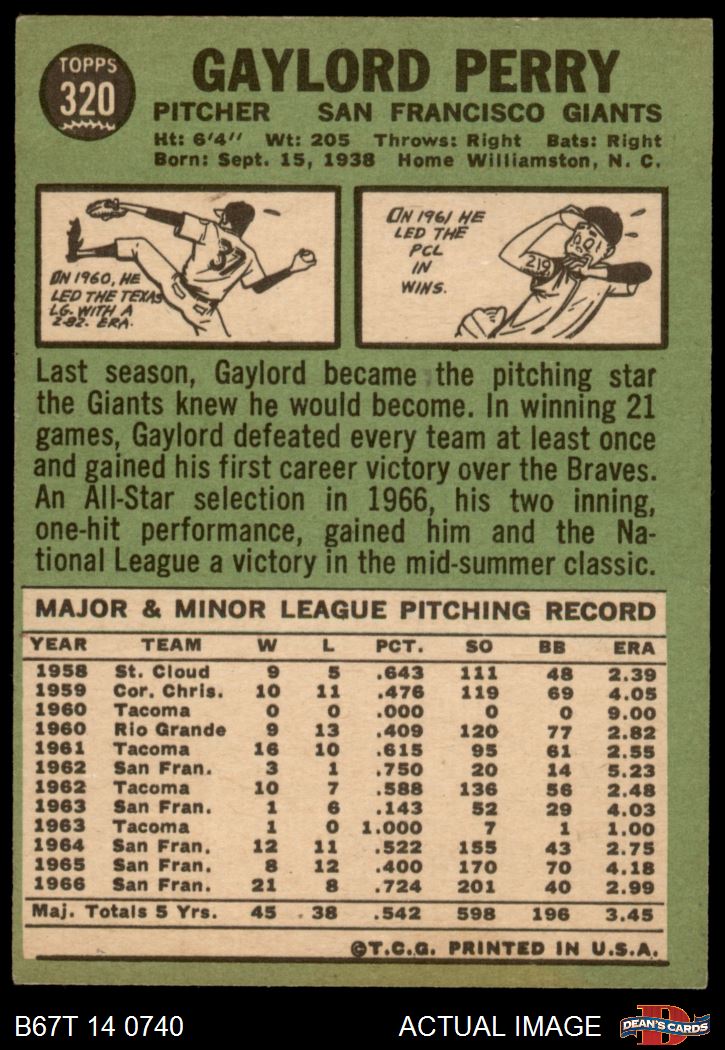 TOPPS
320
GAYLORD PERRY
PITCHER SAN FRANCISCO GIANTS
Ht: 6'4" Wt: 205 Throws: Right Bats: Right
Born: Sept. 15, 1938 Home Williamston, N. C.
37
ON 1960, HE
LED THE TEXAS
LG. WITH A
2.82. ERA.
ON 1961 HE
LED THE
PCL
IN
WINS.
219
Last season, Gaylord became the pitching star
the Giants knew he would become. In winning 21
games, Gaylord defeated every team at least once
and gained his first career victory over the Braves.
An All-Star selection in 1966, his two inning,
one-hit performance, gained him and the Na-
tional League a victory in the mid-summer classic.
MAJOR & MINOR LEAGUE PITCHING RECORD
YEAR TEAM W L PCT. SO BB ERA
1958 St. Cloud 9 5 .643 111 48 2.39
1959 Cor. Chris. 10 11 .476 119 69 4.05
1960 Tacoma 0 0 .000 0 0 9.00
1960 Rio Grande 9 13 .409 120 77 2.82
1961 Tacoma 16 10 .615 95 61 2.55
1962 San Fran. 3 1 .750 20 14 5.23
1962 Tacoma 10 7 .588 136 56 2.48
1963 San Fran. 1 6 .143 52 29 4.03
1963 Tacoma 1 0 1.000 7 1 1.00
1964 San Fran. 12 11 .522 155 43 2.75
1965 San Fran. 8 12 .400 170 70 4.18
1966 San Fran. 21 8 .724 201 40 2.99
Maj. Totals 5 Yrs. 45 38 .542 598 196 3.45
©T.C.G. PRINTED IN U.S.A.
B67T 14 0740 ACTUAL IMAGE D DEAN'S CARDS